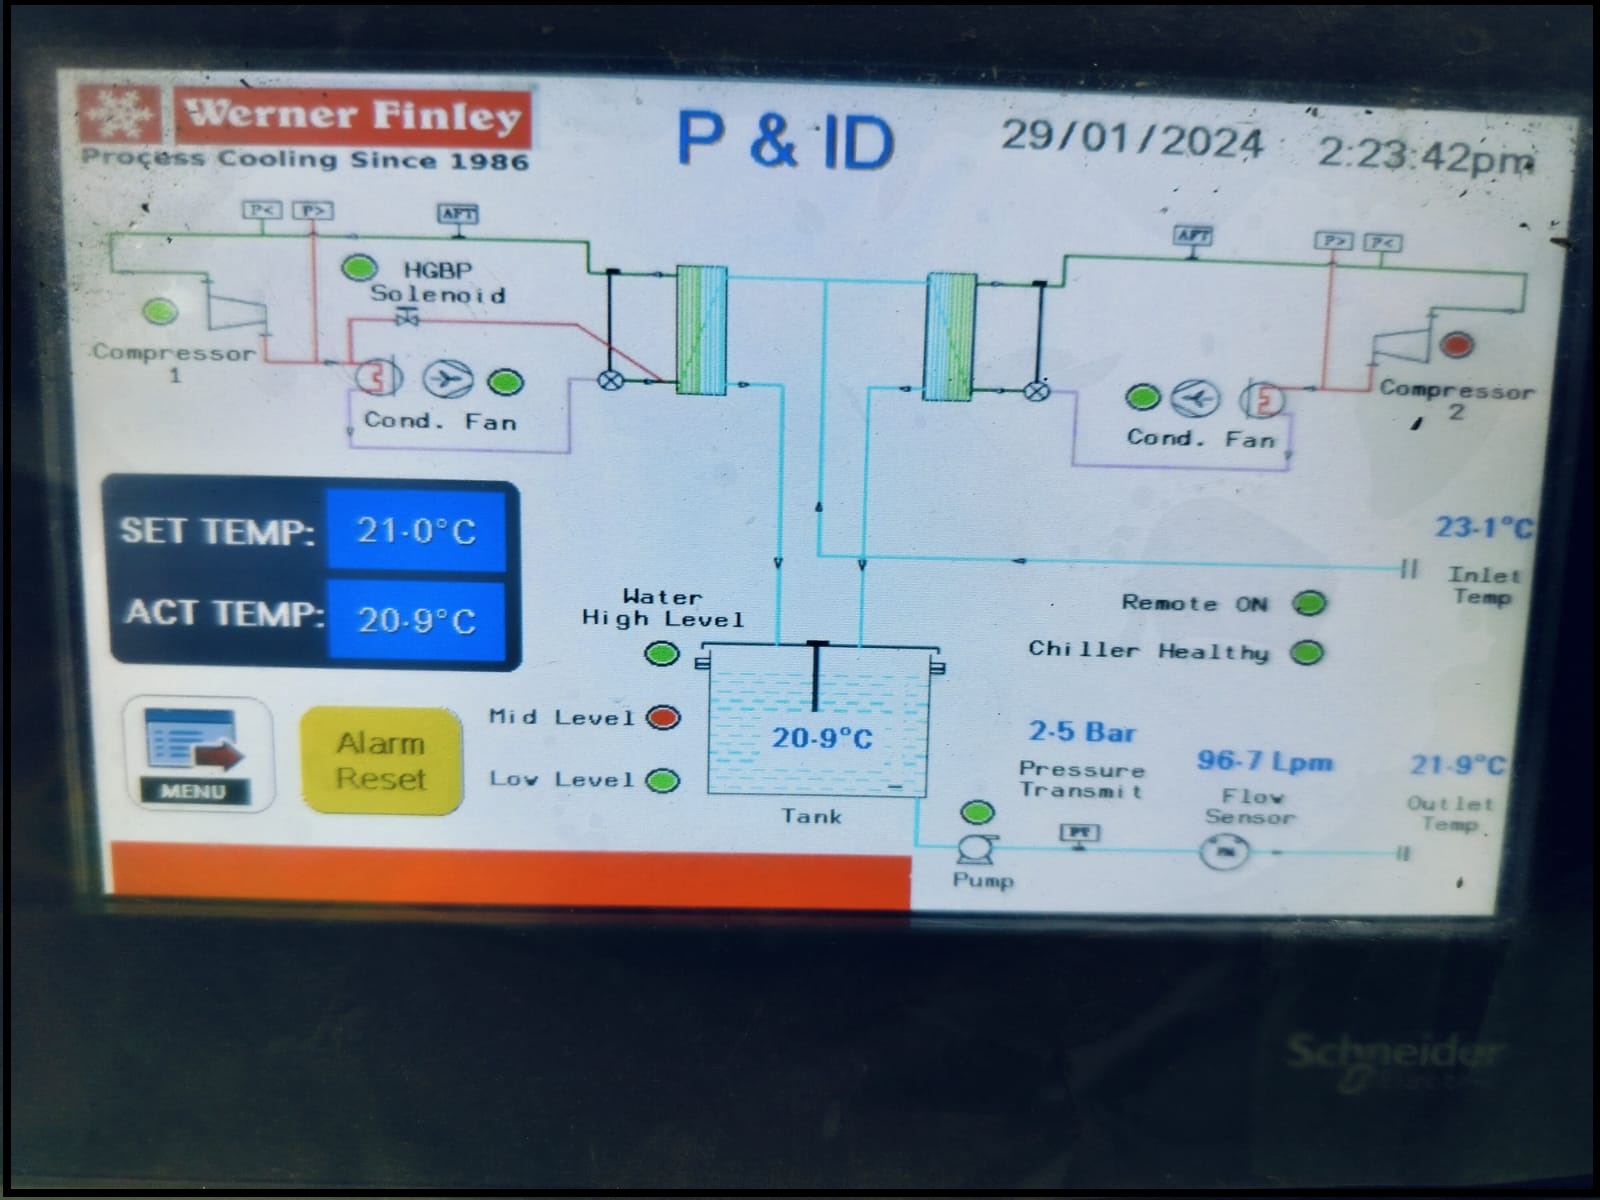 Werner Finley
Process Cooling Since 1986
P & ID
29/01/2024
2:23:42pm
P<
P>
AFT
AFT
P>
P<
HGBP
Solenoid
Compressor
1
Cond. Fan
Cond. Fan
Compressor
2
SET TEMP:
21.0°C
ACT TEMP:
20.9°C
23.1°C
Inlet
Temp
Remote ON
Chiller Healthy
Water
High Level
Mid Level
Low Level
20.9°C
Tank
MENU
Alarm
Reset
2.5 Bar
Pressure
Transmit
96.7 Lpm
Flow
Sensor
21.9°C
Outlet
Temp.
PT
Pump
Schneider